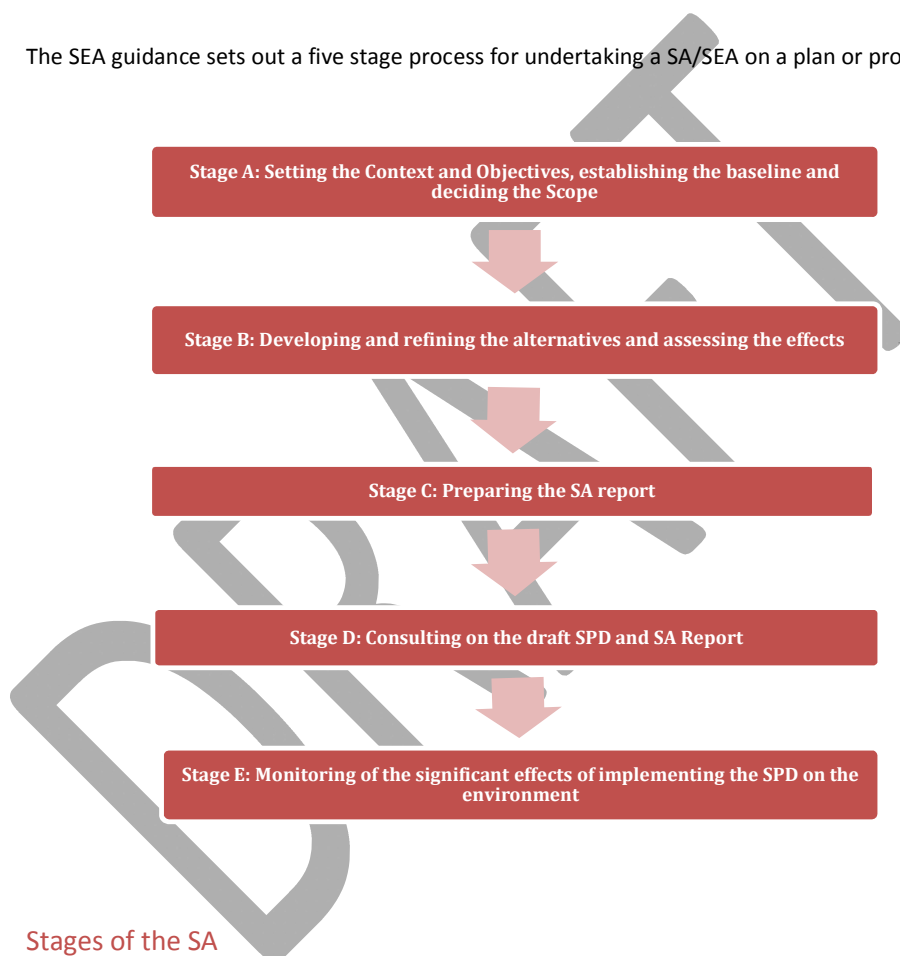 The SEA guidance sets out a five stage process for undertaking a SA/SEA on a plan or pro
Stage A: Setting the Context and Objectives, establishing the baseline and
deciding the Scope
Stage B: Developing and refining the alternatives and assessing the effects
Stage C: Preparing the SA report
Stage D: Consulting on the draft SPD and SA Report
Stage E: Monitoring of the significant effects of implementing the SPD on the
environment
Stages of the SA
DRAFT